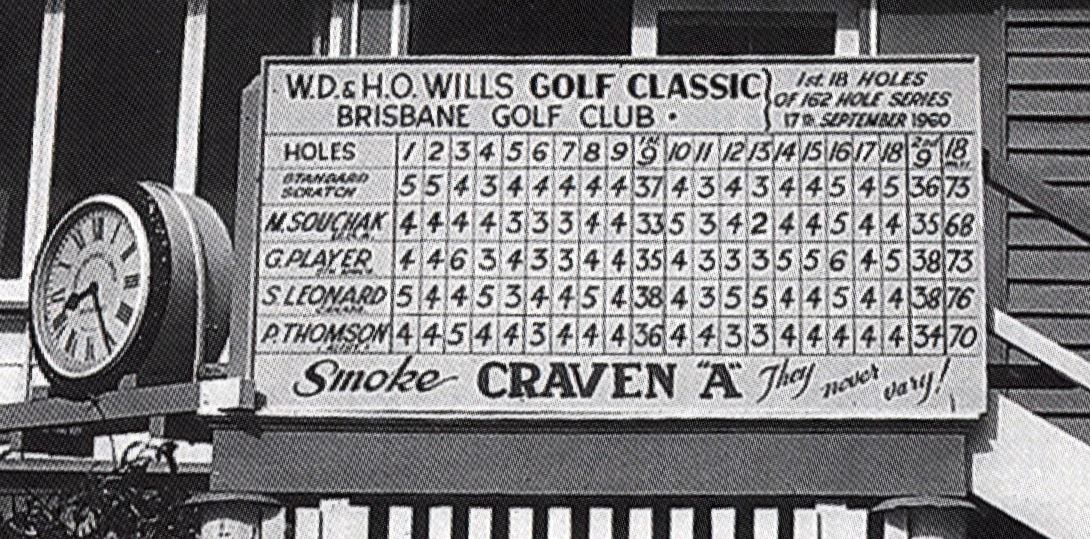 W.D. & H.O. WILLS GOLF CLASSIC
BRISBANE GOLF CLUB •
1st. 18 HOLES
OF 162 HOLE SERIES
17th. SEPTEMBER 1960
HOLES 1 2 3 4 5 6 7 8 9 1st 9 10 11 12 13 14 15 16 17 18 2nd 9 18
STANDARD SCRATCH 5 5 4 3 4 4 4 4 4 37 4 3 4 3 4 4 5 4 5 36 73
M. SOUCHAK 4 4 4 4 3 3 3 4 4 33 5 3 4 2 4 4 5 4 4 35 68
G. PLAYER 4 4 6 3 4 3 3 4 4 35 4 3 3 3 5 5 6 4 5 38 73
S. LEONARD 5 4 4 5 3 4 4 5 4 38 4 3 5 5 4 4 5 4 4 38 76
P. THOMSON 4 4 5 4 4 3 4 4 4 36 4 4 3 3 4 4 4 4 4 34 70
Smoke CRAVEN "A" They never vary!